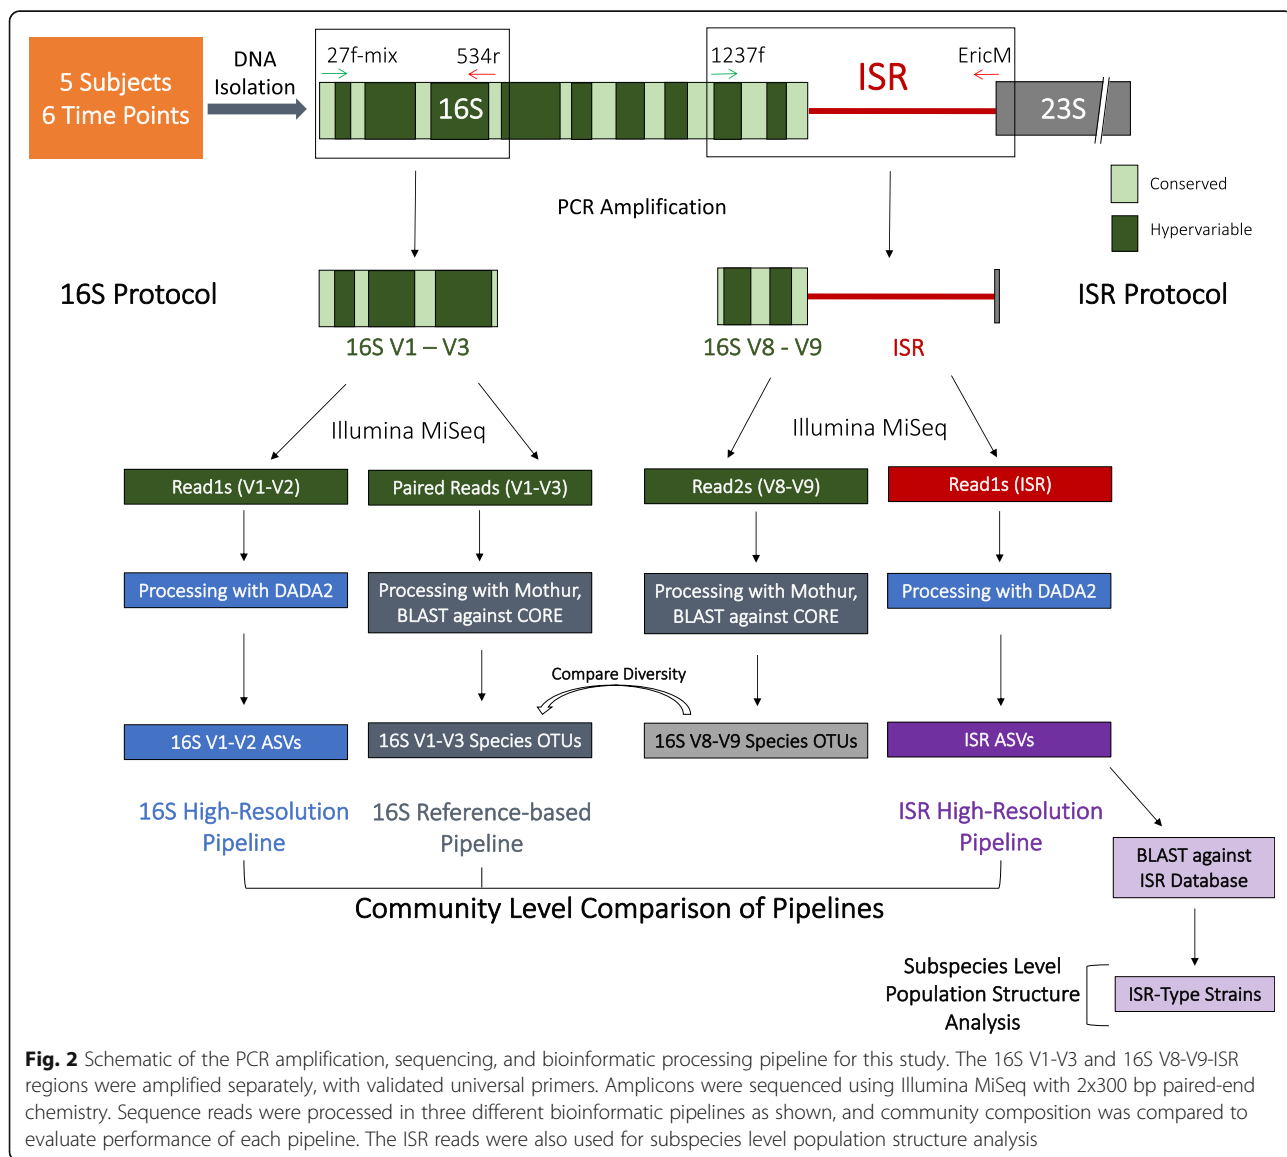 5 Subjects
6 Time Points
DNA
Isolation
27f-mix
534r
1237f
EricM
ISR
16S
23S
Conserved
Hypervariable
PCR Amplification
16S Protocol
ISR Protocol
16S V1 – V3
16S V8 - V9
ISR
Illumina MiSeq
Illumina MiSeq
Read1s (V1-V2)
Paired Reads (V1-V3)
Read2s (V8-V9)
Read1s (ISR)
Processing with DADA2
Processing with Mothur,
BLAST against CORE
Processing with Mothur,
BLAST against CORE
Processing with DADA2
Compare Diversity
16S V1-V2 ASVs
16S V1-V3 Species OTUs
16S V8-V9 Species OTUs
ISR ASVs
16S High-Resolution
Pipeline
16S Reference-based
Pipeline
ISR High-Resolution
Pipeline
BLAST against
ISR Database
Community Level Comparison of Pipelines
Subspecies Level
Population Structure
Analysis
ISR-Type Strains
Fig. 2 Schematic of the PCR amplification, sequencing, and bioinformatic processing pipeline for this study. The 16S V1-V3 and 16S V8-V9-ISR
regions were amplified separately, with validated universal primers. Amplicons were sequenced using Illumina MiSeq with 2x300 bp paired-end
chemistry. Sequence reads were processed in three different bioinformatic pipelines as shown, and community composition was compared to
evaluate performance of each pipeline. The ISR reads were also used for subspecies level population structure analysis